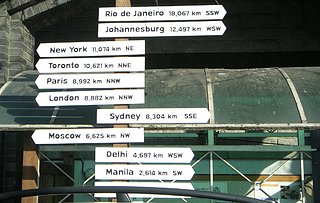 Rio de Janeiro 18,067 km SSW
Johannesburg 12,497 km WSW
New York 11,074 km NE
Toronto 10,621 km NNE
Paris 8,992 km NNW
London 8,882 km NNW
Sydney 8,304 km SSE
Moscow 6,625 km NW
Delhi 4,697 km WSW
Manila 2,614 km SW